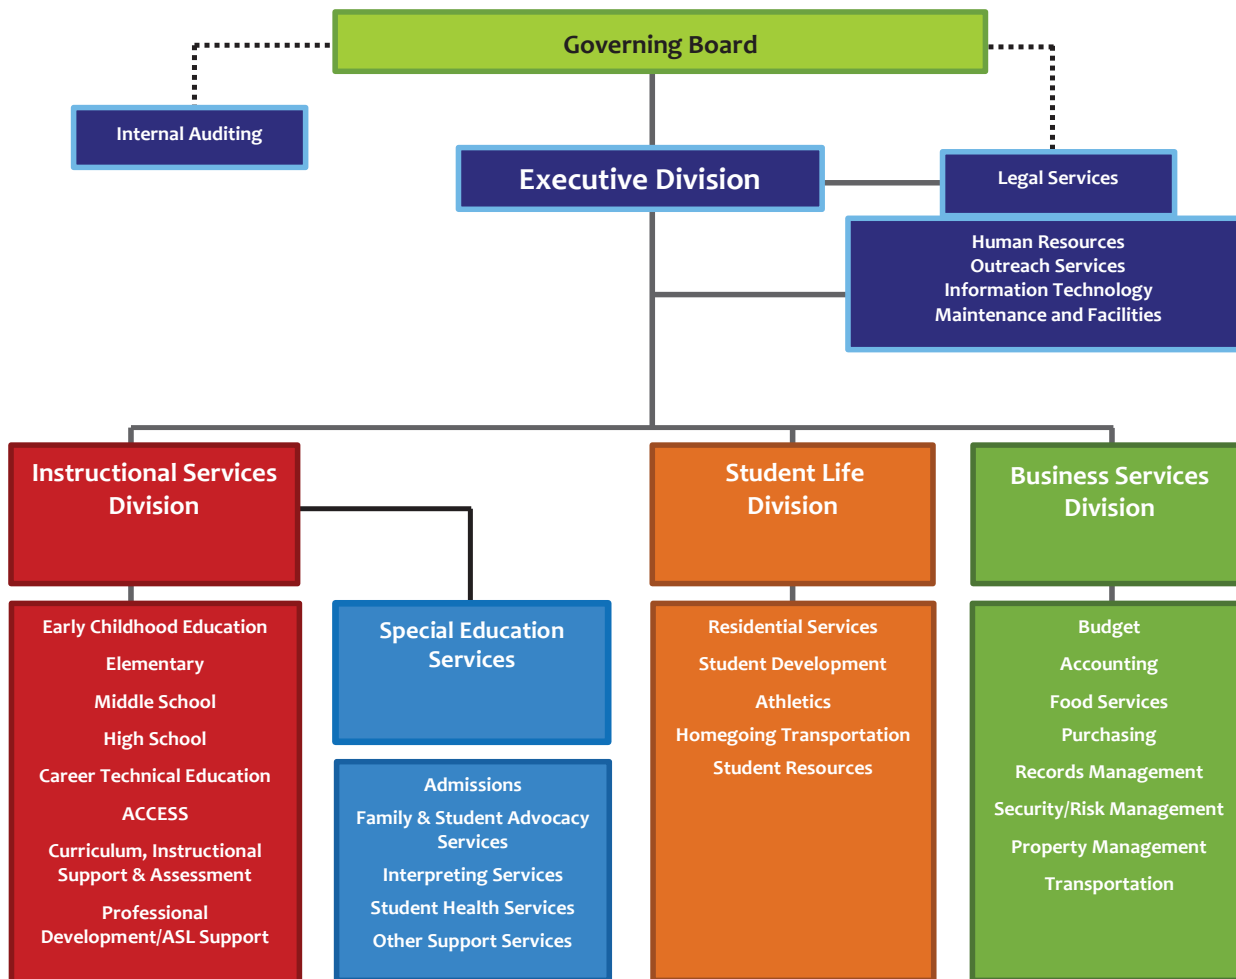 Governing Board
Internal Auditing
Executive Division
Legal Services
Human Resources
Outreach Services
Information Technology
Maintenance and Facilities
Instructional Services
Division
Early Childhood Education
Elementary
Middle School
High School
Career Technical Education
ACCESS
Curriculum, Instructional
Support & Assessment
Professional
Development/ASL Support
Special Education
Services
Admissions
Family & Student Advocacy
Services
Interpreting Services
Student Health Services
Other Support Services
Student Life
Division
Residential Services
Student Development
Athletics
Homegoing Transportation
Student Resources
Business Services
Division
Budget
Accounting
Food Services
Purchasing
Records Management
Security/Risk Management
Property Management
Transportation